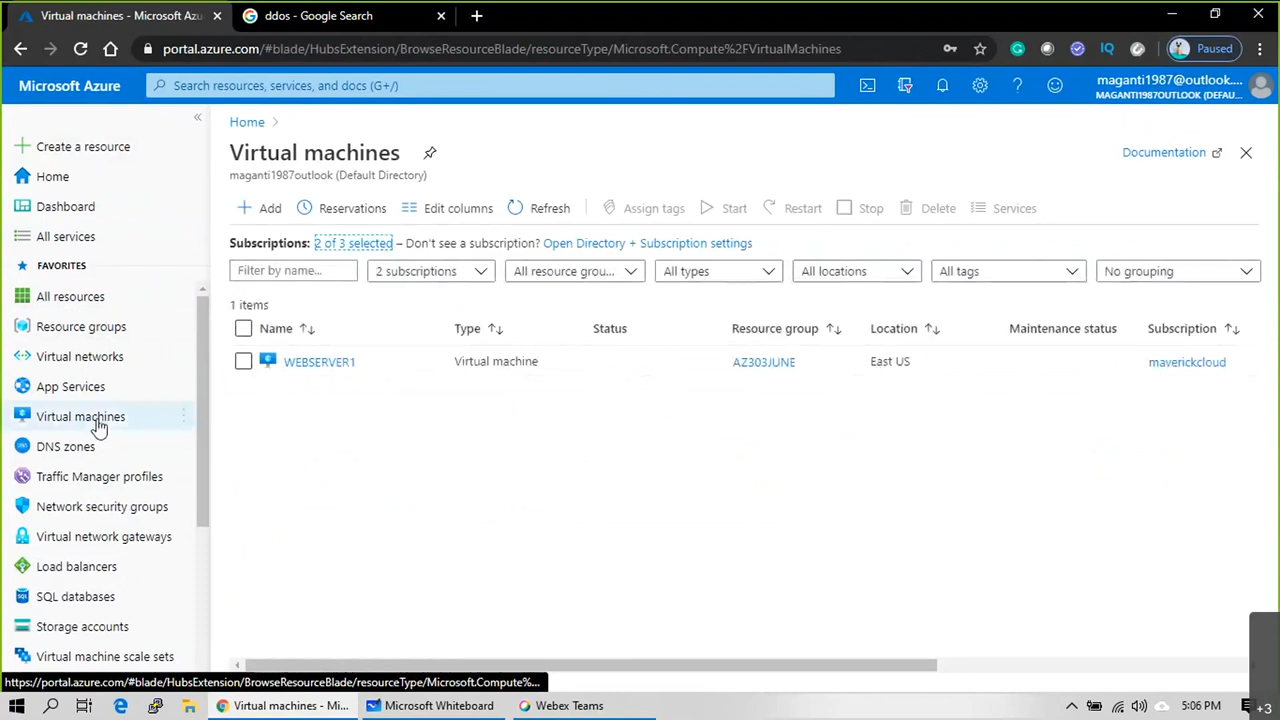 Virtual machines - Microsoft Azu
ddos - Google Search
portal.azure.com/#blade/HubsExtension/BrowseResourceBlade/resourceType/Microsoft.Compute%2FVirtualMachines
IQ
Paused
Microsoft Azure
Search resources, services, and docs (G+/)
maganti1987@outlook....
MAGANTI1987OUTLOOK (DEFAU...
Create a resource
Home
Dashboard
All services
FAVORITES
All resources
Resource groups
Virtual networks
App Services
Virtual machines
DNS zones
Traffic Manager profiles
Network security groups
Virtual network gateways
Load balancers
SQL databases
Storage accounts
Virtual machine scale sets
Home >
Virtual machines
Documentation
maganti1987outlook (Default Directory)
Add Reservations Edit columns Refresh Assign tags Start Restart Stop Delete Services
Subscriptions: 2 of 3 selected – Don't see a subscription? Open Directory + Subscription settings
Filter by name... 2 subscriptions All resource grou... All types All locations All tags No grouping
1 items
Name Type Status Resource group Location Maintenance status Subscription
WEBSERVER1 Virtual machine AZ303JUNE East US maverickcloud
https://portal.azure.com/#blade/HubsExtension/BrowseResourceBlade/resourceType/Microsoft.Compute%...
Virtual machines - Mi... Microsoft Whiteboard Webex Teams 5:06 PM +3